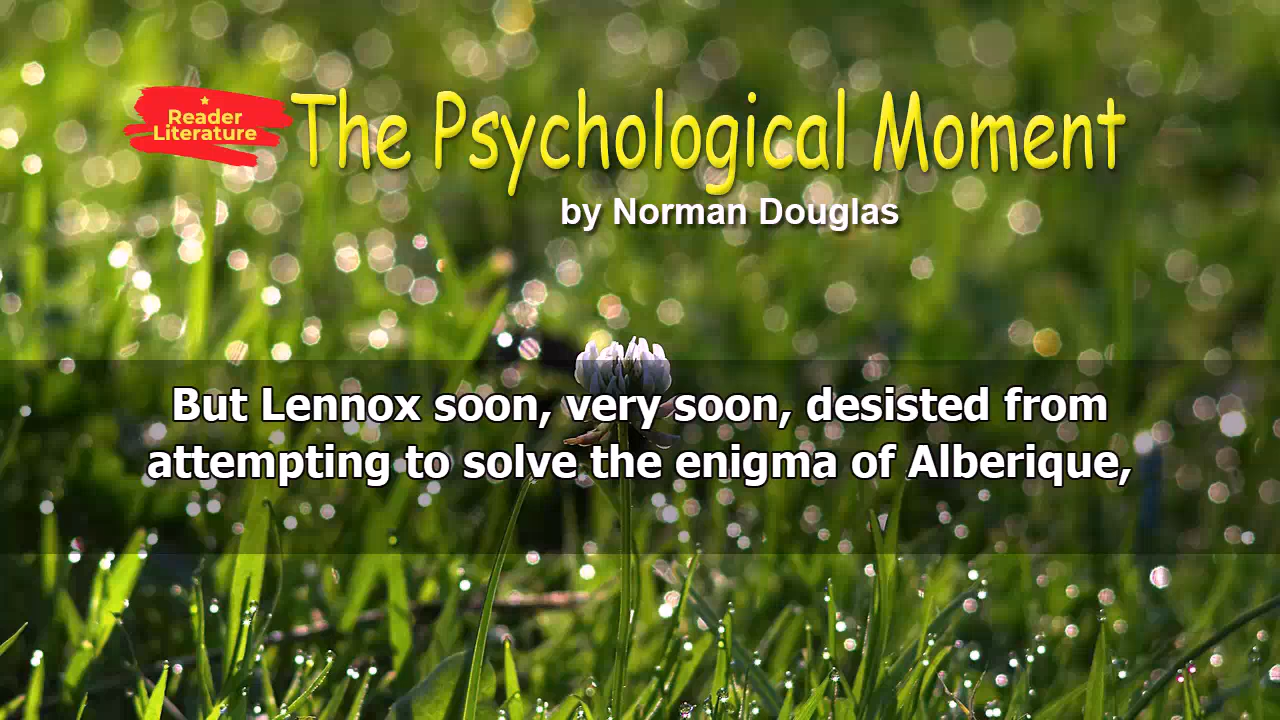 Reader
Literature
The Psychological Moment
by Norman Douglas
But Lennox soon, very soon, desisted from
attempting to solve the enigma of Alberique,